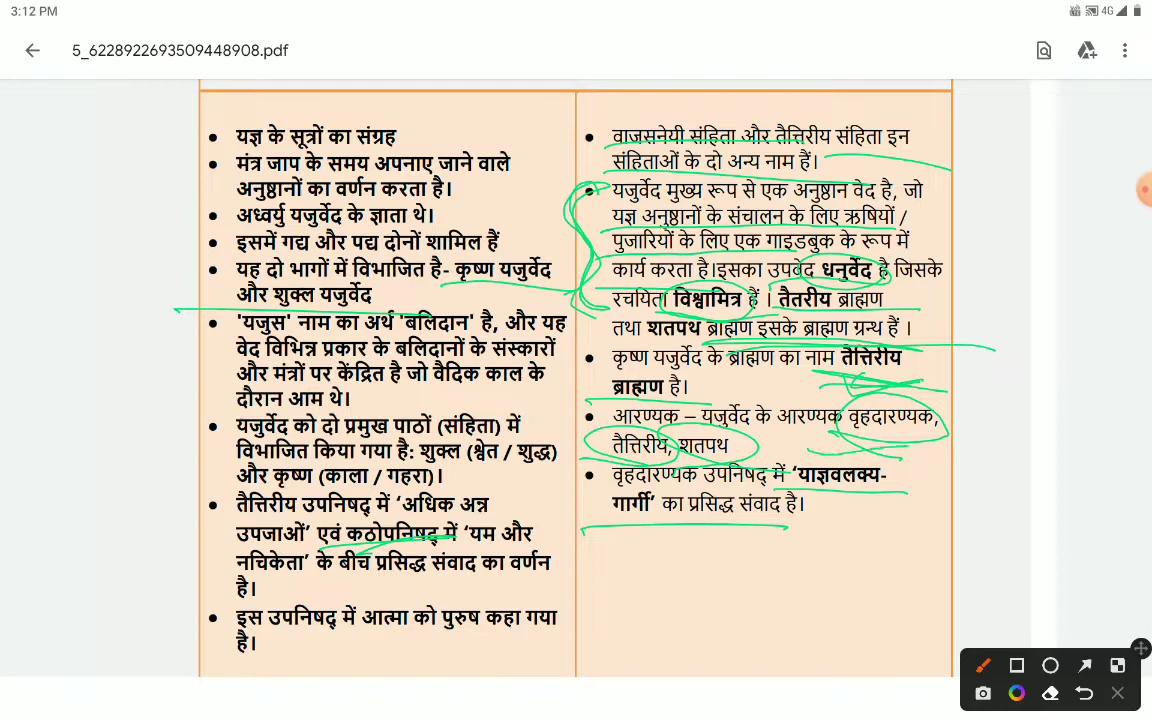 3:12 PM
4G
5_6228922693509448908.pdf
• यज्ञ के सूत्रों का संग्रह
• मंत्र जाप के समय अपनाए जाने वाले
अनुष्ठानों का वर्णन करता है।
• अध्वर्यु यजुर्वेद के ज्ञाता थे।
• इसमें गद्य और पद्य दोनों शामिल हैं
• यह दो भागों में विभाजित है- कृष्ण यजुर्वेद
और शुक्ल यजुर्वेद
• 'यजुस' नाम का अर्थ 'बलिदान' है, और यह
वेद विभिन्न प्रकार के बलिदानों के संस्कारों
और मंत्रों पर केंद्रित है जो वैदिक काल के
दौरान आम थे।
• यजुर्वेद को दो प्रमुख पाठों (संहिता) में
विभाजित किया गया है: शुक्ल (श्वेत / शुद्ध)
और कृष्ण (काला / गहरा)।
• तैत्तिरीय उपनिषद् में ‘अधिक अन्न
उपजाओं’ एवं कठोपनिषद् में ‘यम और
नचिकेता’ के बीच प्रसिद्ध संवाद का वर्णन
है।
• इस उपनिषद् में आत्मा को पुरुष कहा गया
है।
• वाजसनेयी संहिता और तैत्तिरीय संहिता इन
संहिताओं के दो अन्य नाम हैं।
• यजुर्वेद मुख्य रूप से एक अनुष्ठान वेद है, जो
यज्ञ अनुष्ठानों के संचालन के लिए ऋषियों /
पुजारियों के लिए एक गाइडबुक के रूप में
कार्य करता है।इसका उपवेद धनुर्वेद है जिसके
रचयिता विश्वामित्र हैं । तैतरीय ब्राह्मण
तथा शतपथ ब्राह्मण इसके ब्राह्मण ग्रन्थ हैं ।
• कृष्ण यजुर्वेद के ब्राह्मण का नाम तैत्तिरीय
ब्राह्मण है।
• आरण्यक – यजुर्वेद के आरण्यक वृहदारण्यक,
तैत्तिरीय, शतपथ
• वृहदारण्यक उपनिषद् में ‘याज्ञवलक्य-
गार्गी’ का प्रसिद्ध संवाद है।